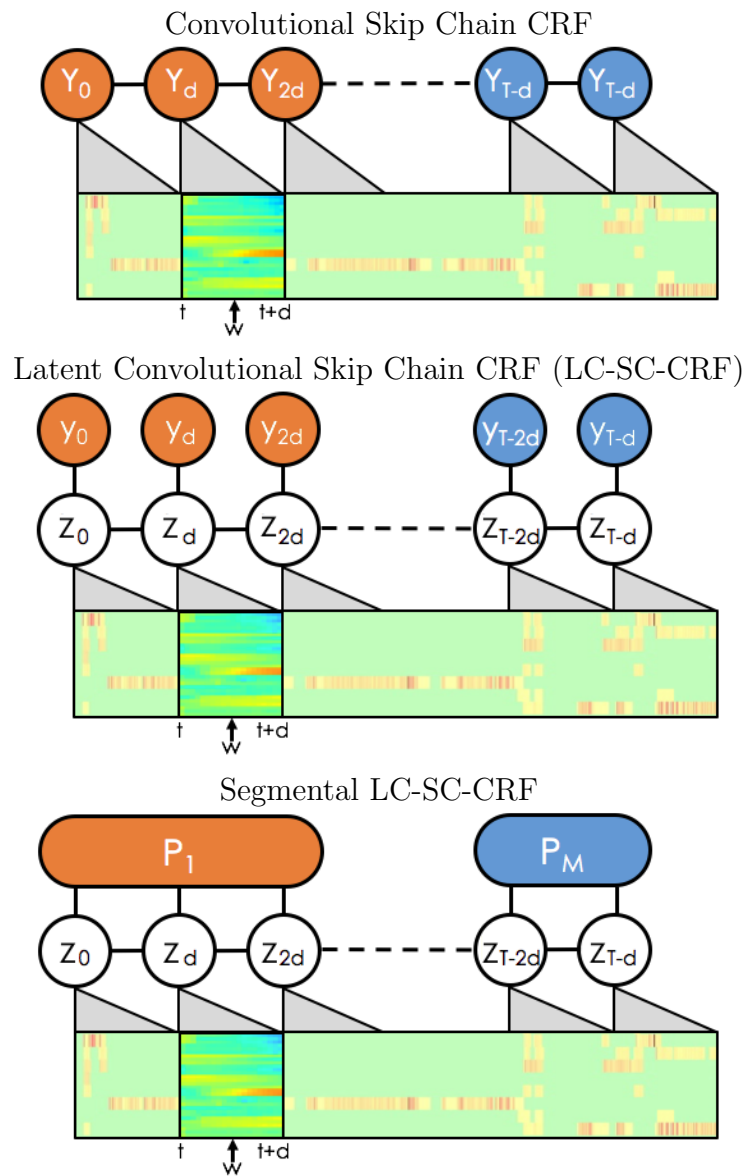 Convolutional Skip Chain CRF
Y0 Yd Y2d YT-d YT-d
t t+d
w
Latent Convolutional Skip Chain CRF (LC-SC-CRF)
y0 yd y2d yT-2d yT-d
Z0 Zd Z2d ZT-2d ZT-d
t t+d
w
Segmental LC-SC-CRF
P1 PM
Z0 Zd Z2d ZT-2d ZT-d
t t+d
w